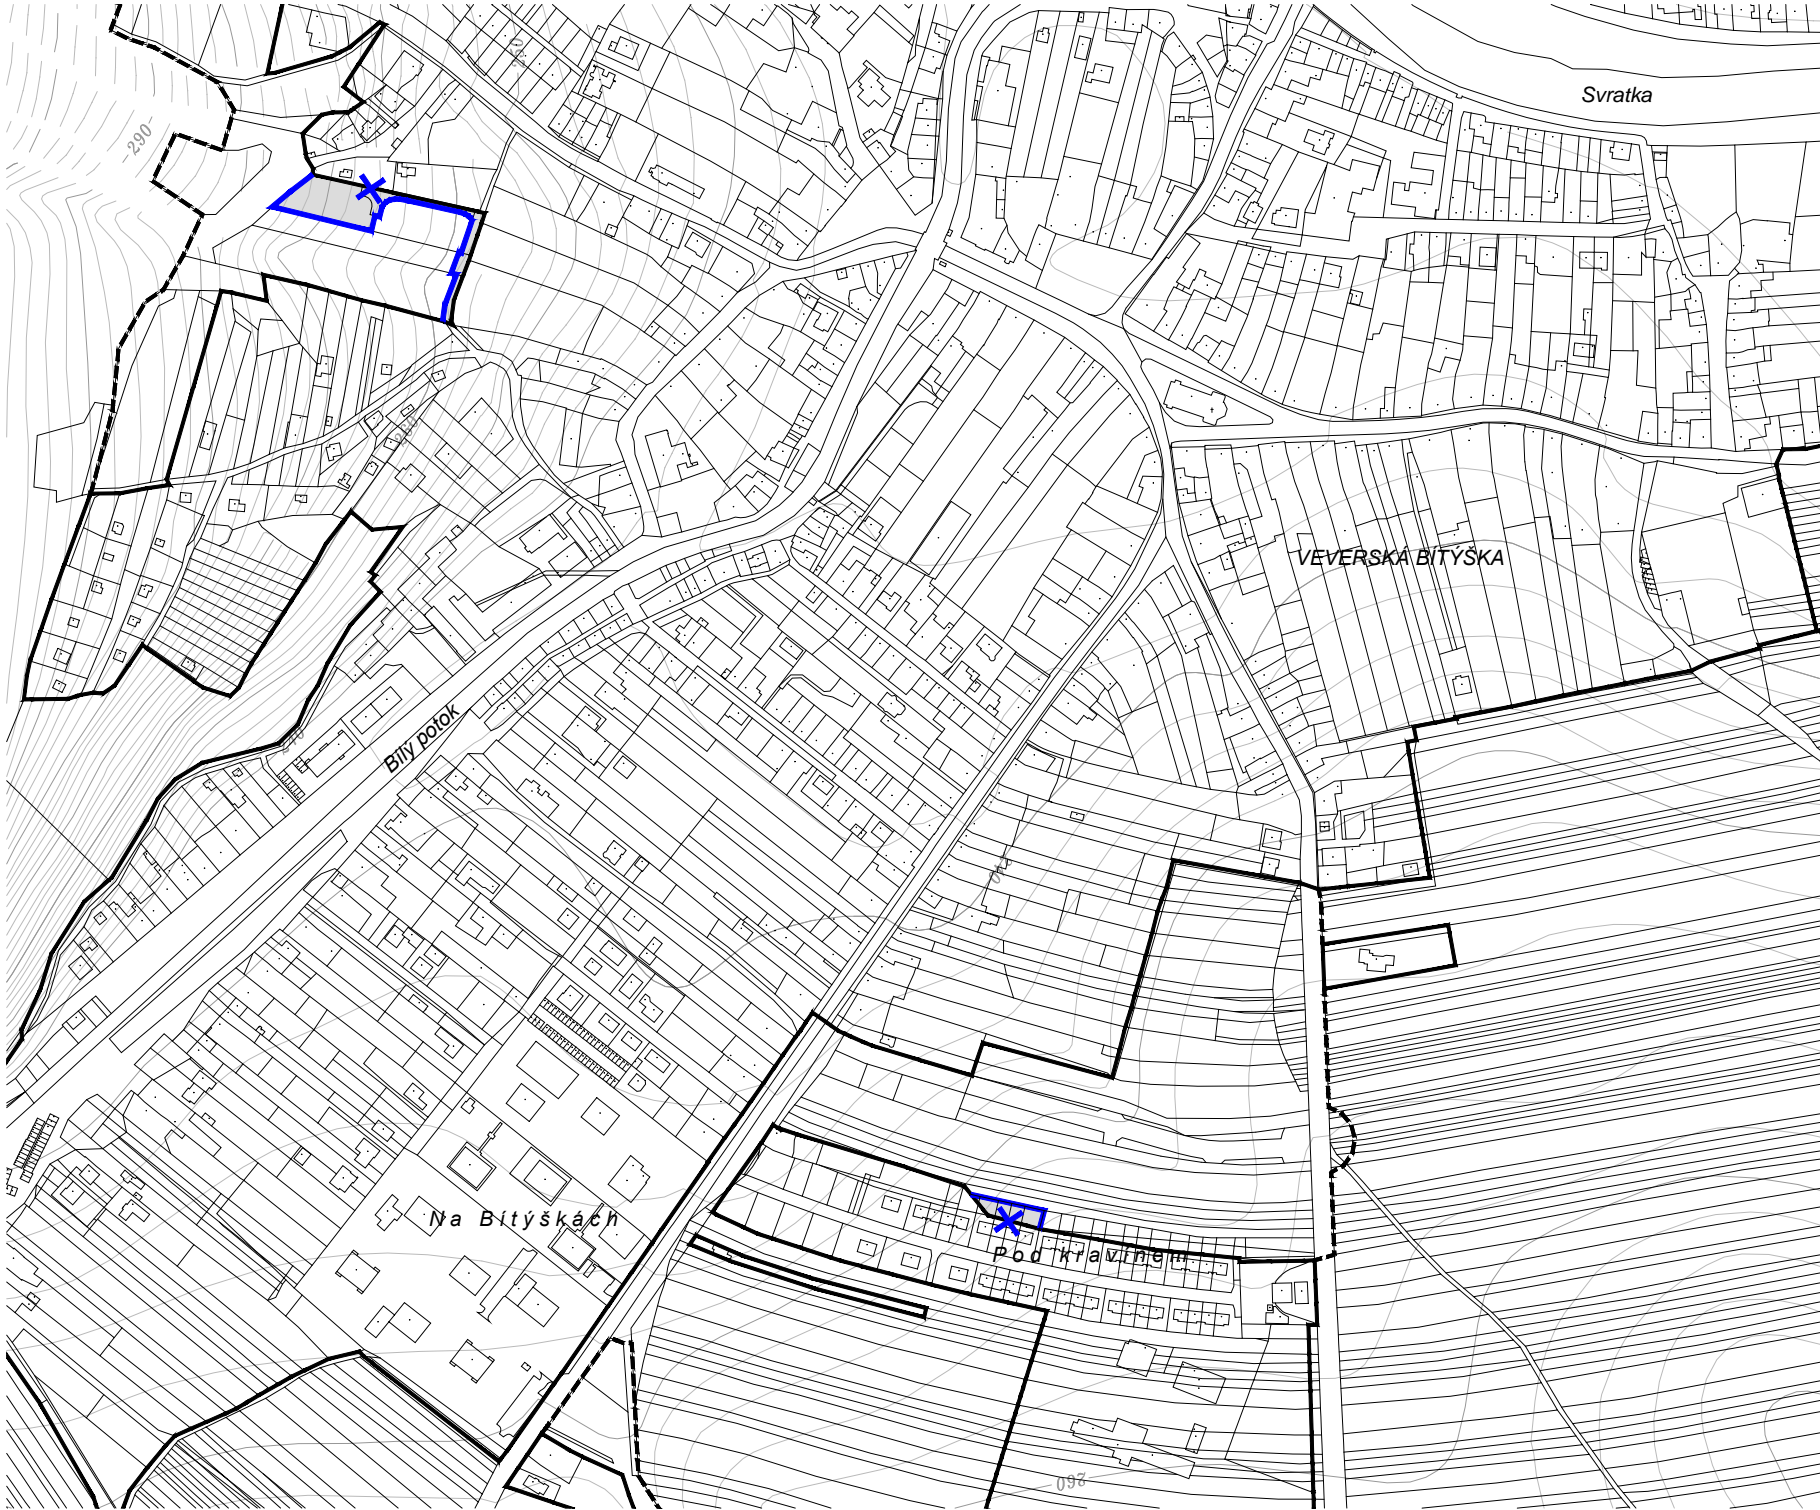 290
Svratka
VEVERSKÁ BÍTÝŠKA
Bílý potok
Na Bítýškách
Pod kravínem
260